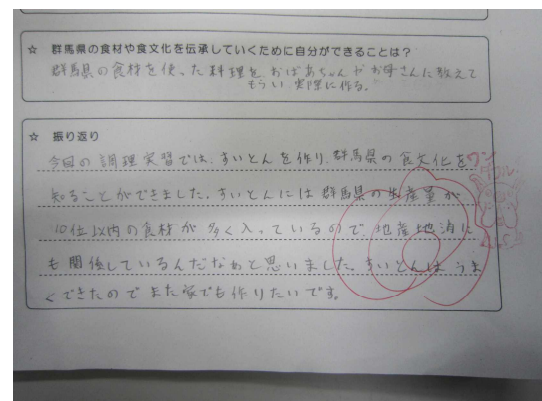 ☆ 群馬県の食材や食文化を伝承していくために自分ができることは？
群馬県の食材を使った料理をおばあちゃんやお母さんに教えて
もらい、実際に作る。
☆ 振り返り
今回の調理実習では、すいとんを作り、群馬県の食文化を
知ることができました。すいとんには群馬県の生産量が
10位以内の食材が多く入っているので、地産地消に
も関係しているんだなぁと思いました。すいとんはうま
くできたのでまた家でも作りたいです。
ワン